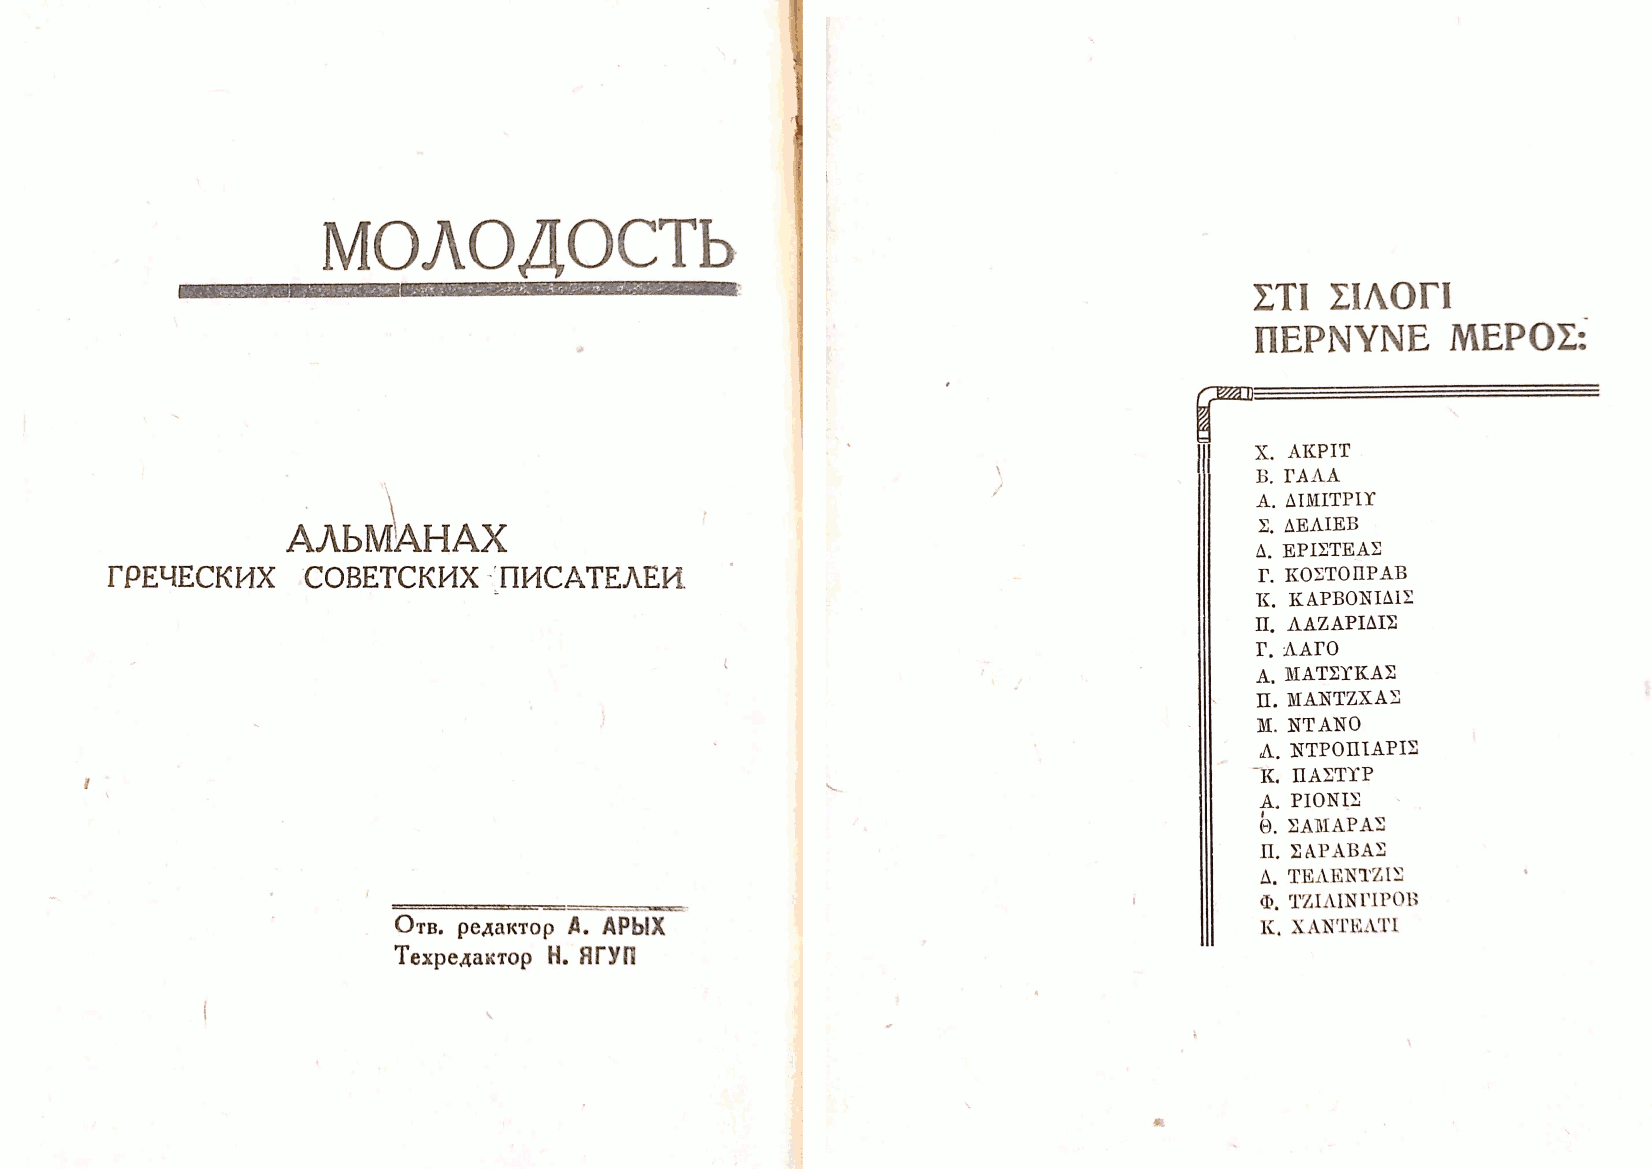 МОЛОДОСТЬ
АЛЬМАНАХ
ГРЕЧЕСКИХ СОВЕТСКИХ ПИСАТЕЛЕЙ
Отв. редактор А. АРЫХ
Техредактор Н. ЯГУП
ΣΤΙ ΣΙΛΟΓΙ
ΠΕΡΝΥΝΕ ΜΕΡΟΣ:
Χ. ΑΚΡΙΤ
Β. ΓΑΛΑ
Α. ΔΙΜΙΤΡΙΥ
Σ. ΔΕΛΙΕΒ
Δ. ΕΡΙΣΤΕΑΣ
Γ. ΚΟΣΤΟΠΡΑΒ
Κ. ΚΑΡΒΟΝΙΔΙΣ
Π. ΛΑΖΑΡΙΔΙΣ
Γ. ΛΑΓΟ
Α. ΜΑΤΣΥΚΑΣ
Π. ΜΑΝΤΖΧΑΣ
Μ. ΝΤΑΝΟ
Λ. ΝΤΡΟΠΙΑΡΙΣ
Κ. ΠΑΣΤΥΡ
Α. ΡΙΟΝΙΣ
Θ. ΣΑΜΑΡΑΣ
Π. ΣΑΡΑΒΑΣ
Δ. ΤΕΛΕΝΤΖΙΣ
Φ. ΤΖΙΛΙΝΓΙΡΟΒ
Κ. ΧΑΝΤΕΛΤΙ